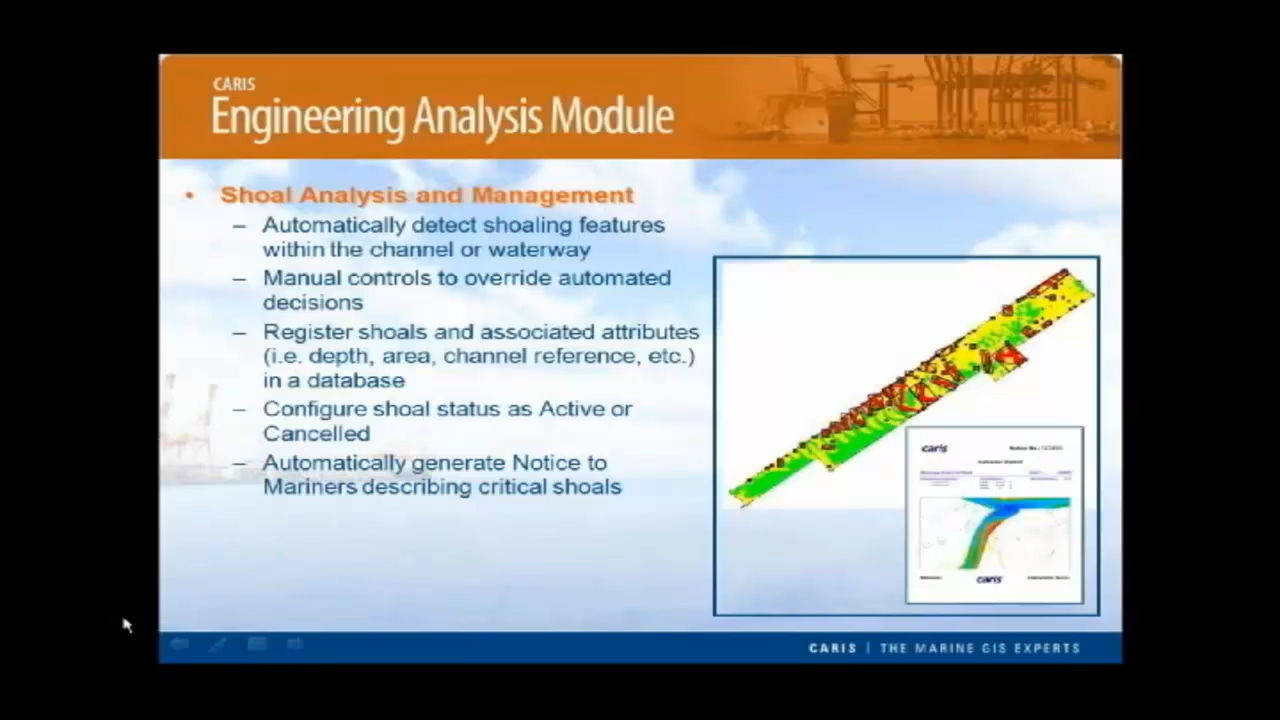 CARIS
Engineering Analysis Module
• Shoal Analysis and Management
– Automatically detect shoaling features
within the channel or waterway
– Manual controls to override automated
decisions
– Register shoals and associated attributes
(i.e. depth, area, channel reference, etc.)
in a database
– Configure shoal status as Active or
Cancelled
– Automatically generate Notice to
Mariners describing critical shoals
caris
caris
CARIS | THE MARINE GIS EXPERTS